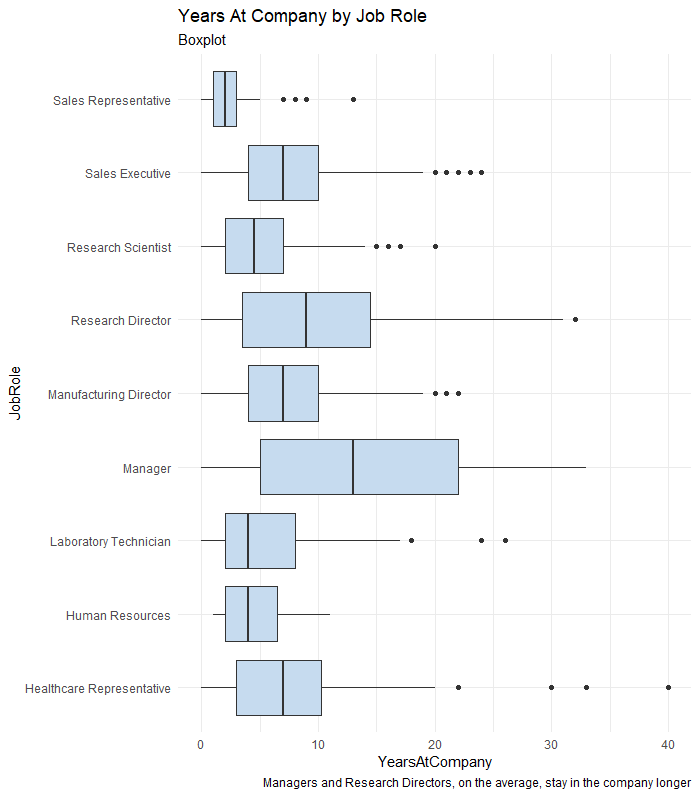 Years At Company by Job Role
Boxplot
JobRole
Sales Representative
Sales Executive
Research Scientist
Research Director
Manufacturing Director
Manager
Laboratory Technician
Human Resources
Healthcare Representative
0 10 20 30 40
YearsAtCompany
Managers and Research Directors, on the average, stay in the company longer